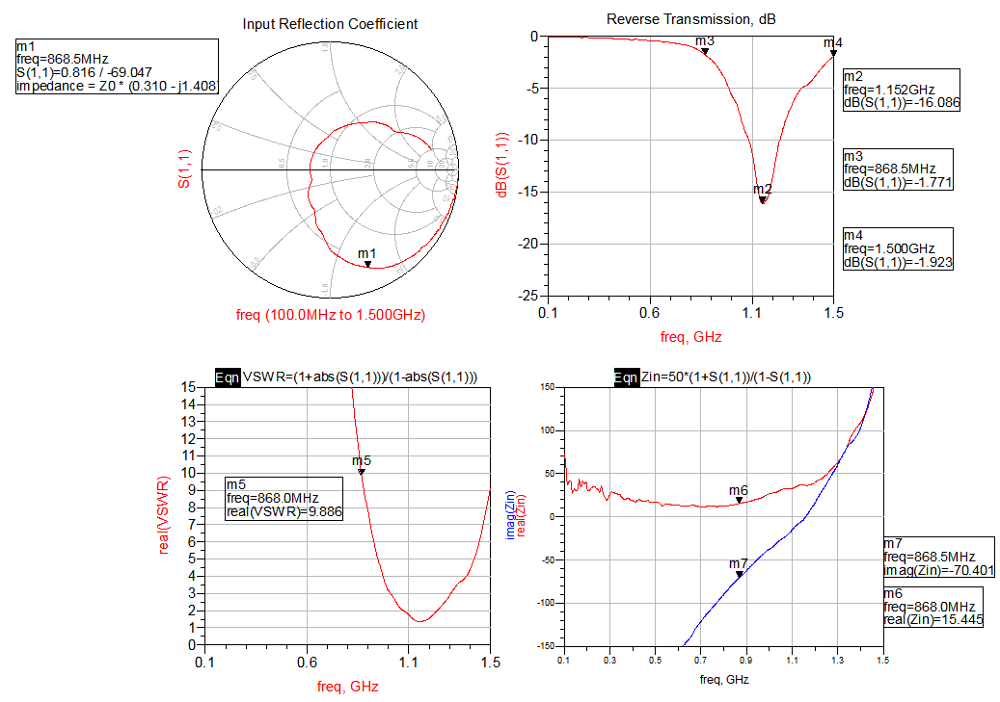 Input Reflection Coefficient
m1
freq=868.5MHz
S(1,1)=0.816 / -69.047
impedance = Z0 * (0.310 - j1.408)
S(1,1)
m1
freq (100.0MHz to 1.500GHz)
Reverse Transmission, dB
m3
m4
m2
0
-5
-10
-15
-20
-25
dB(S(1,1))
0.1
0.6
1.1
1.5
freq, GHz
m2
freq=1.152GHz
dB(S(1,1))=-16.086
m3
freq=868.5MHz
dB(S(1,1))=-1.771
m4
freq=1.500GHz
dB(S(1,1))=-1.923
Eqn VSWR=(1+abs(S(1,1)))/(1-abs(S(1,1)))
15
14
13
12
11
10
9
8
7
6
5
4
3
2
1
0
real(VSWR)
m5
m5
freq=868.0MHz
real(VSWR)=9.886
0.1
0.6
1.1
1.5
freq, GHz
Eqn Zin=50*(1+S(1,1))/(1-S(1,1))
150
100
50
0
-50
-100
-150
imag(Zin)
real(Zin)
m6
m7
0.1
0.3
0.5
0.7
0.9
1.1
1.3
1.5
freq, GHz
m7
freq=868.5MHz
imag(Zin)=-70.401
m6
freq=868.0MHz
real(Zin)=15.445